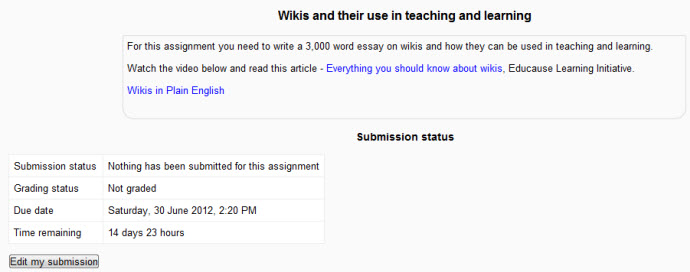 Wikis and their use in teaching and learning
For this assignment you need to write a 3,000 word essay on wikis and how they can be used in teaching and learning.
Watch the video below and read this article - Everything you should know about wikis, Educause Learning Initiative.
Wikis in Plain English
Submission status
Submission status Nothing has been submitted for this assignment
Grading status Not graded
Due date Saturday, 30 June 2012, 2:20 PM
Time remaining 14 days 23 hours
Edit my submission